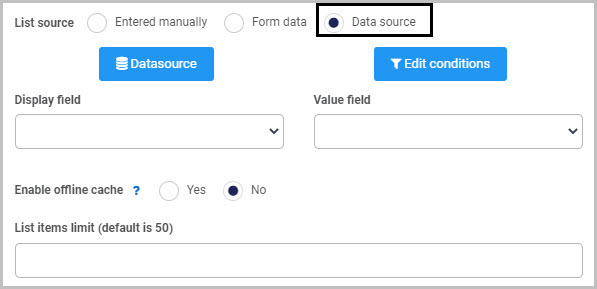 List source Entered manually Form data Data source
Datasource Edit conditions
Display field Value field
Enable offline cache ? Yes No
List items limit (default is 50)